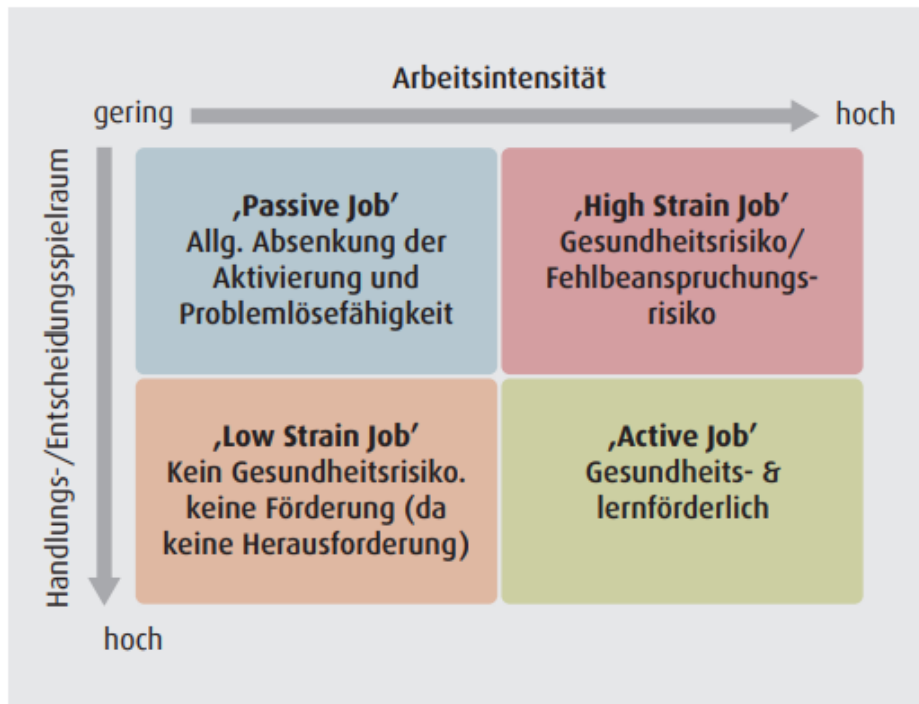 Arbeitsintensität
gering
hoch
Handlungs-/Entscheidungsspielraum
‚Passive Job’
Allg. Absenkung der
Aktivierung und
Problemlösefähigkeit
‚High Strain Job’
Gesundheitsrisiko/
Fehlbeanspruchungs-
risiko
‚Low Strain Job’
Kein Gesundheitsrisiko.
keine Förderung (da
keine Herausforderung)
‚Active Job’
Gesundheits- &
lernförderlich
hoch